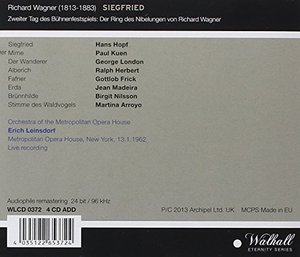 Richard Wagner (1813-1883) SIEGFRIED
Zweiter Tag des Bühnenfestspiels: Der Ring des Nibelungen von Richard Wagner
Siegfried Hans Hopf
Mime Paul Kuen
Der Wanderer George London
Alberich Ralph Herbert
Fafner Gottlob Frick
Erda Jean Madeira
Brünnhilde Birgit Nilsson
Stimme des Waldvogels Martina Arroyo
Orchestra of the Metropolitan Opera House
Erich Leinsdorf
Metropolitan Opera House, New York, 13.1.1962
Live recording
Audiophile remastering 24 bit / 96 kHz
WLCD 0372 4 CD ADD
P/C 2013 Archipel Ltd. UK MCPS Made in EU
4 035122 653724
Walhall
ETERNITY SERIES